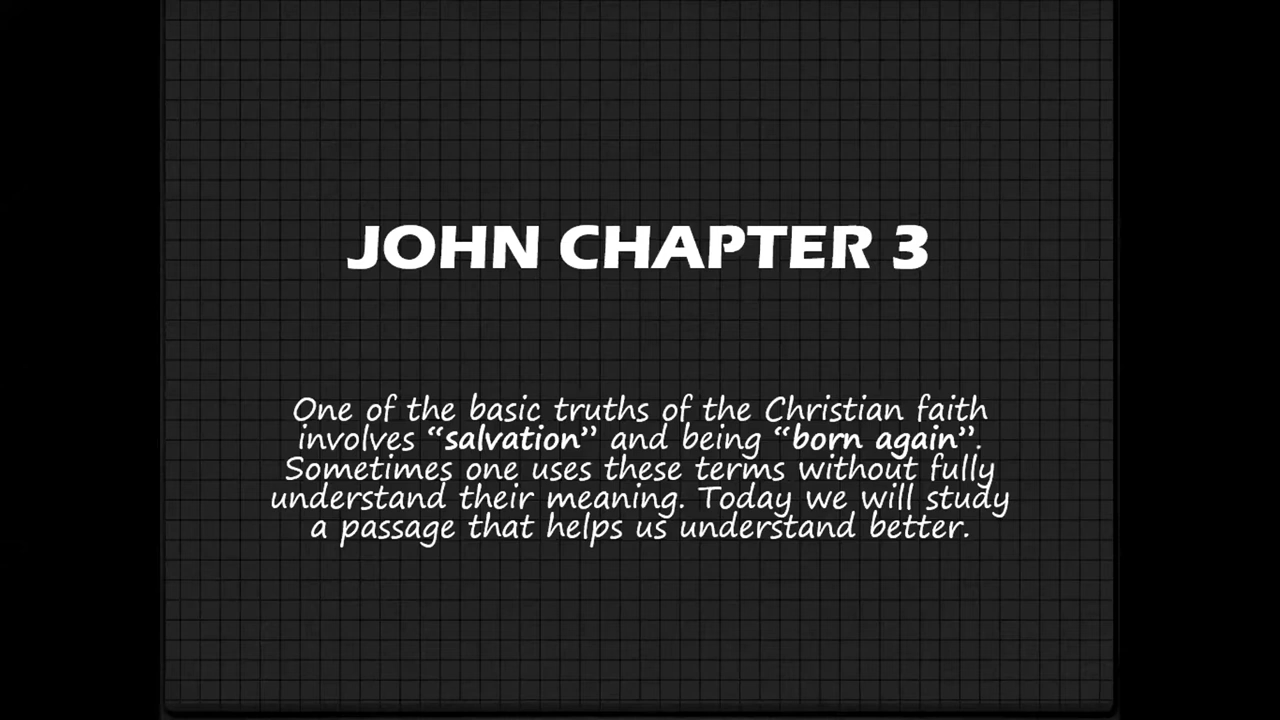 JOHN CHAPTER 3
One of the basic truths of the Christian faith
involves “salvation” and being “born again”.
Sometimes one uses these terms without fully
understand their meaning. Today we will study
a passage that helps us understand better.